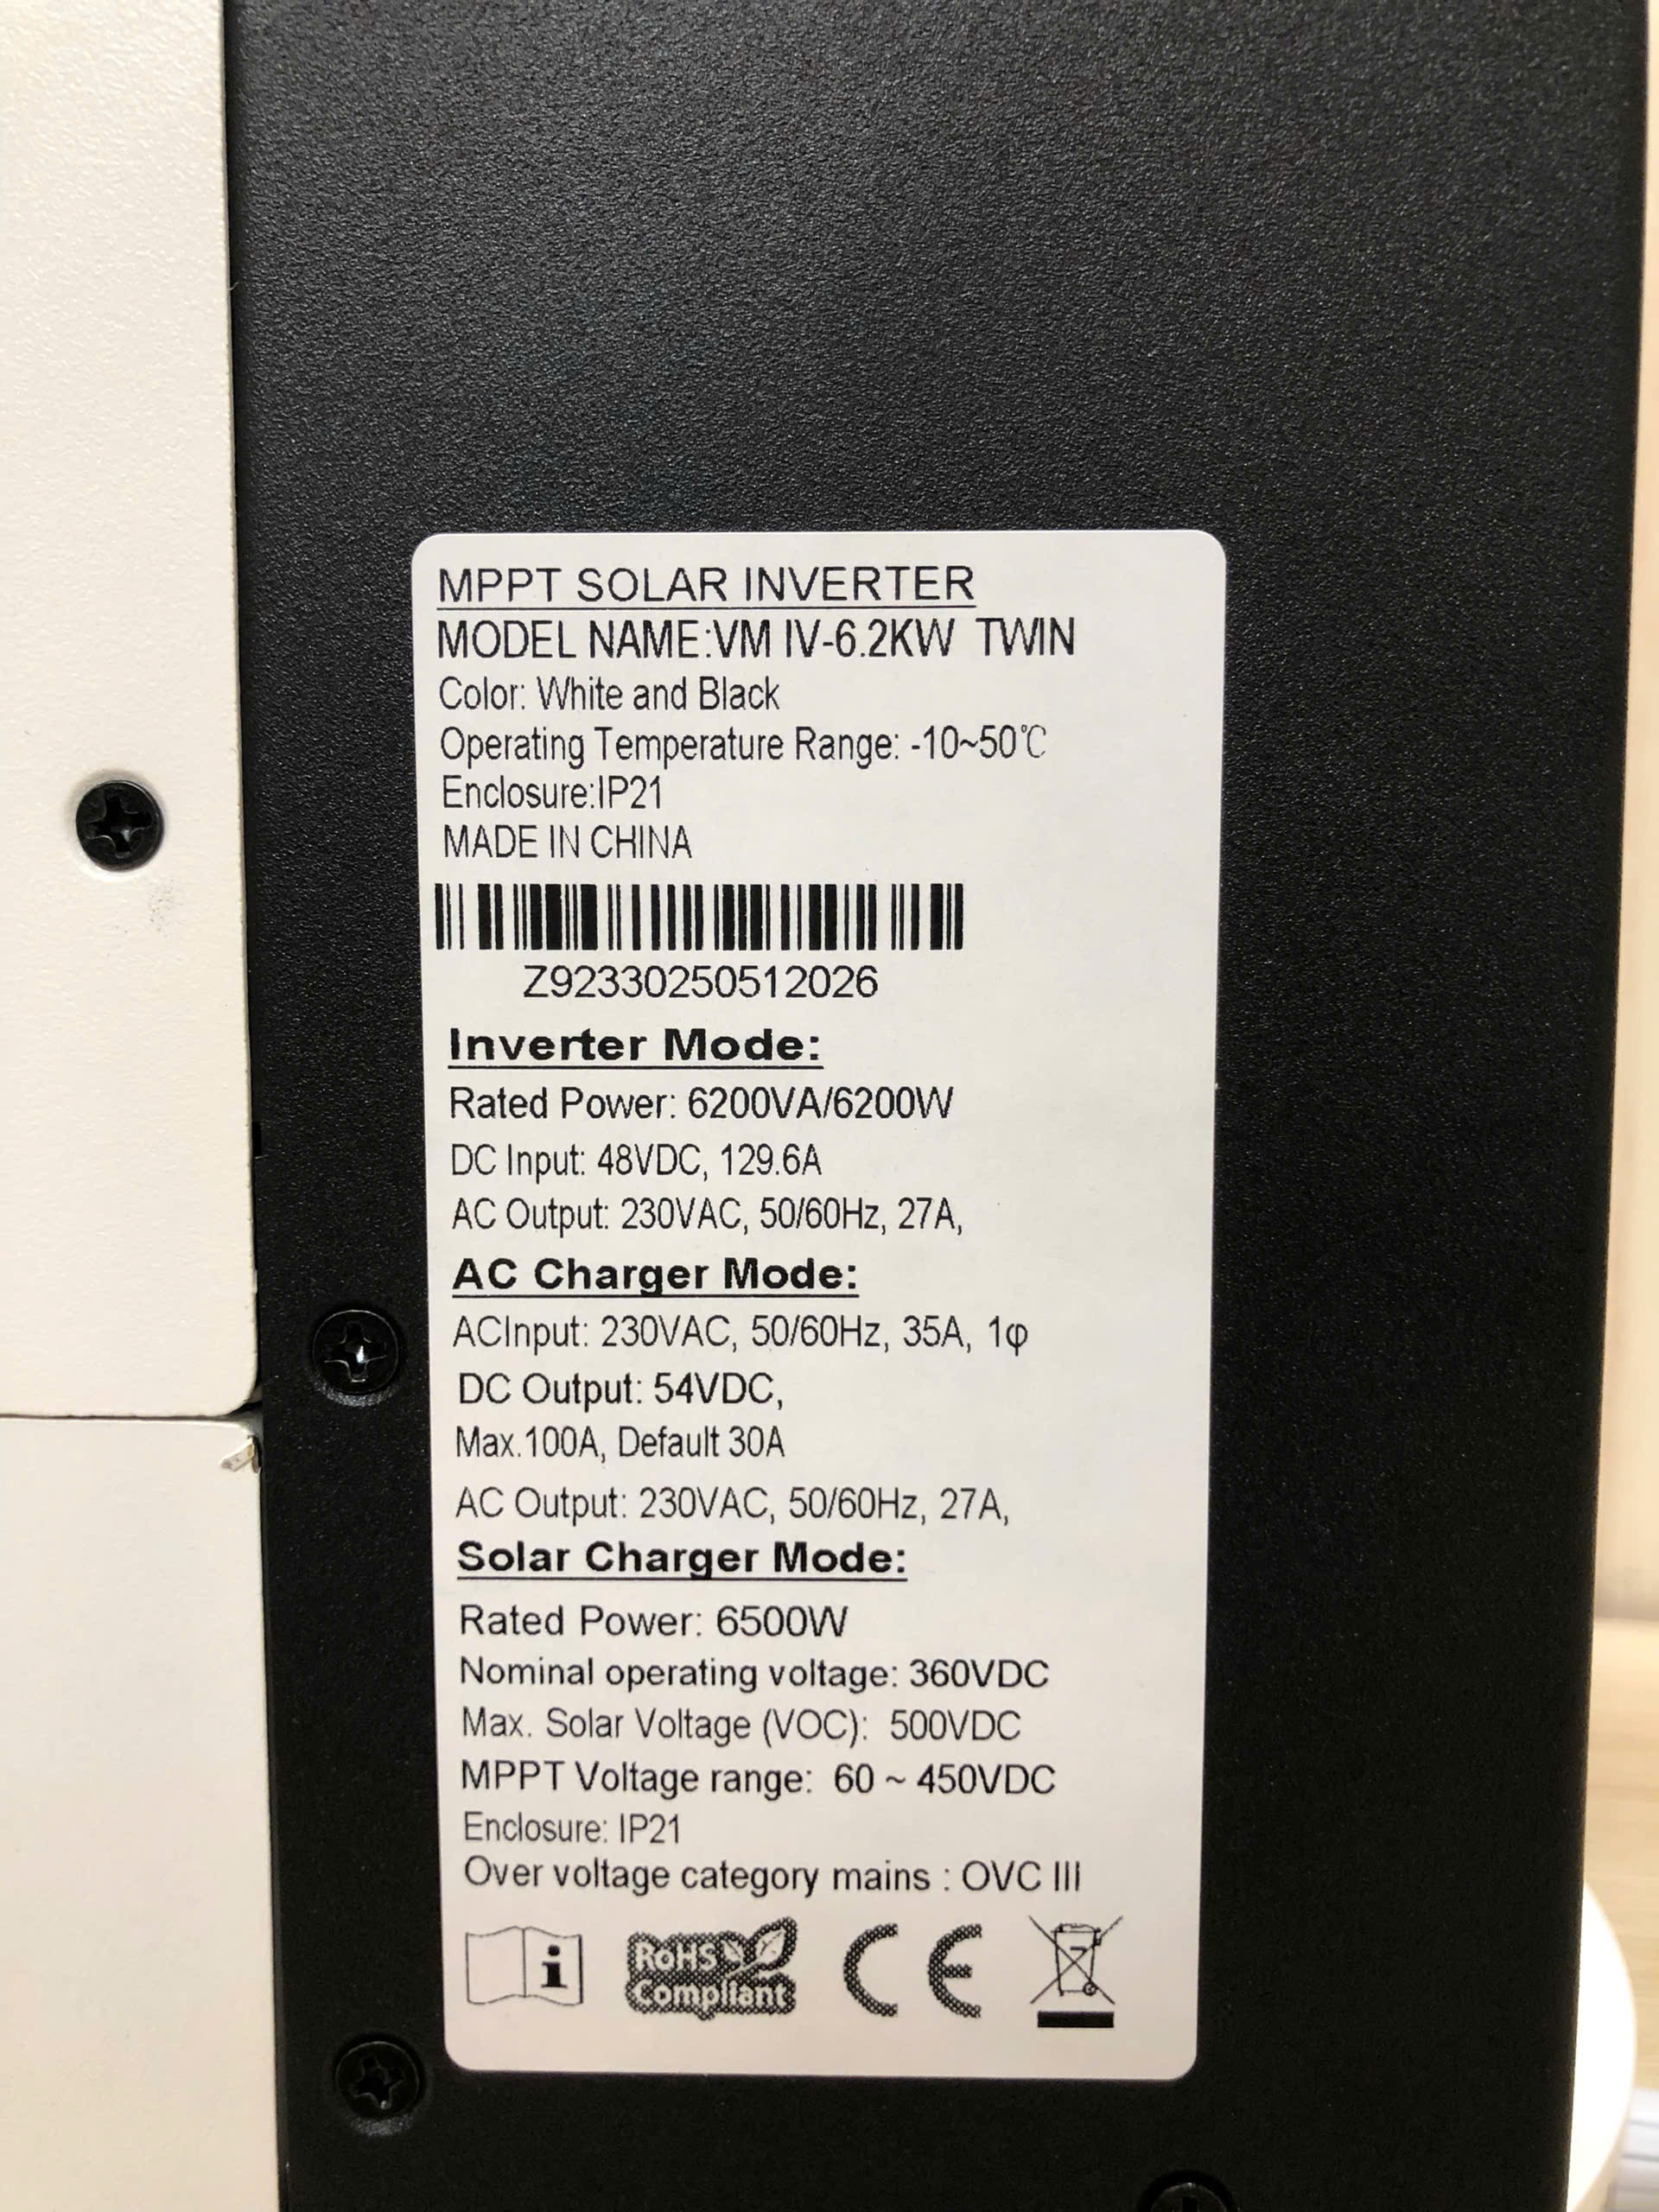 MPPT SOLAR INVERTER
MODEL NAME:VM IV-6.2KW TWIN
Color: White and Black
Operating Temperature Range: -10~50℃
Enclosure:IP21
MADE IN CHINA
Z92330250512026
Inverter Mode:
Rated Power: 6200VA/6200W
DC Input: 48VDC, 129.6A
AC Output: 230VAC, 50/60Hz, 27A,
AC Charger Mode:
ACInput: 230VAC, 50/60Hz, 35A, 1φ
DC Output: 54VDC,
Max.100A, Default 30A
AC Output: 230VAC, 50/60Hz, 27A,
Solar Charger Mode:
Rated Power: 6500W
Nominal operating voltage: 360VDC
Max. Solar Voltage (VOC): 500VDC
MPPT Voltage range: 60 ~ 450VDC
Enclosure: IP21
Over voltage category mains : OVC III
i
RoHS
Compliant
CE